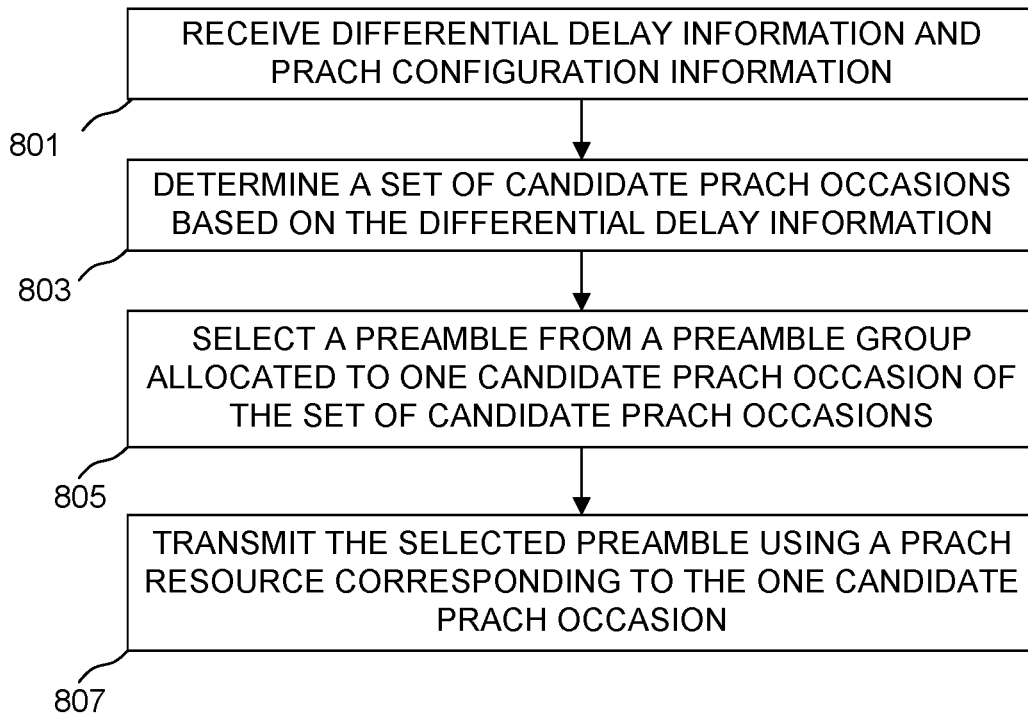 RECEIVE DIFFERENTIAL DELAY INFORMATION AND
PRACH CONFIGURATION INFORMATION
801
DETERMINE A SET OF CANDIDATE PRACH OCCASIONS
BASED ON THE DIFFERENTIAL DELAY INFORMATION
803
SELECT A PREAMBLE FROM A PREAMBLE GROUP
ALLOCATED TO ONE CANDIDATE PRACH OCCASION OF
THE SET OF CANDIDATE PRACH OCCASIONS
805
TRANSMIT THE SELECTED PREAMBLE USING A PRACH
RESOURCE CORRESPONDING TO THE ONE CANDIDATE
PRACH OCCASION
807